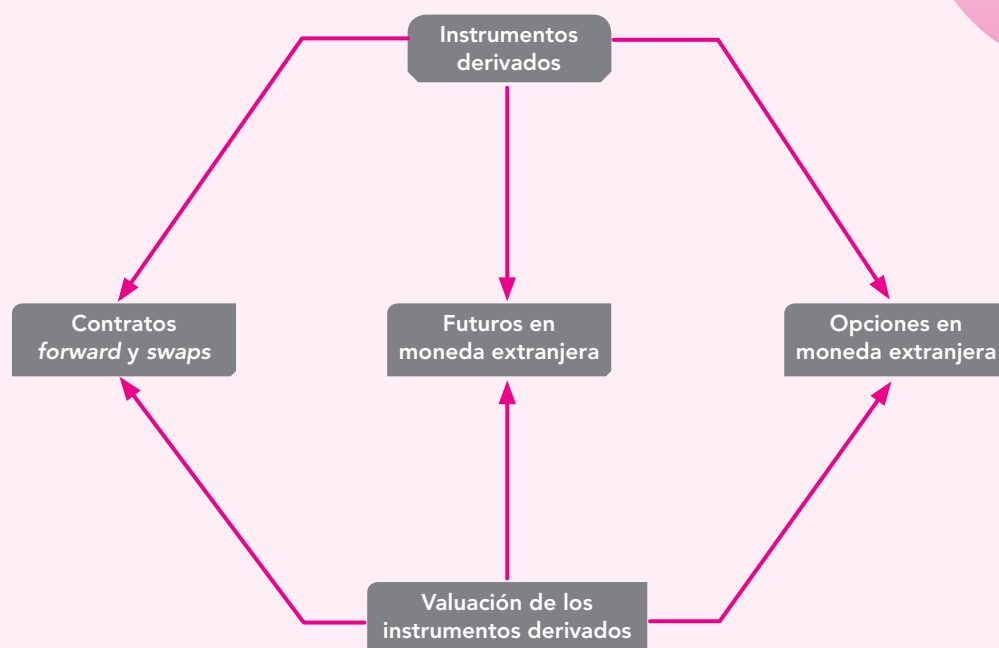 Instrumentos
derivados
Contratos
forward y swaps
Futuros en
moneda extranjera
Opciones en
moneda extranjera
Valuación de los
instrumentos derivados